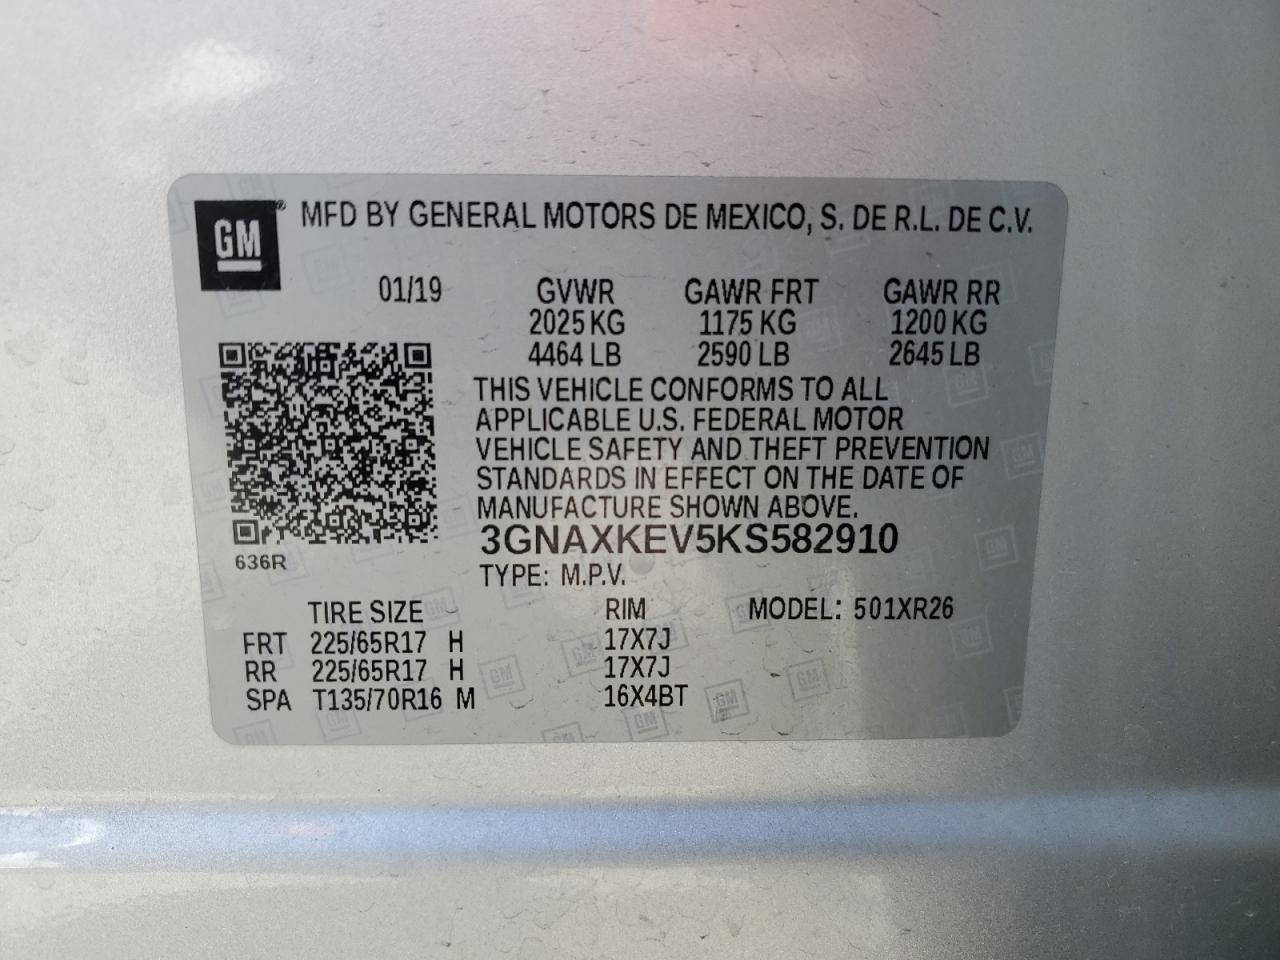 GM ® MFD BY GENERAL MOTORS DE MEXICO, S. DE R.L. DE C.V.
01/19 GVWR GAWR FRT GAWR RR
2025 KG 1175 KG 1200 KG
4464 LB 2590 LB 2645 LB
THIS VEHICLE CONFORMS TO ALL
APPLICABLE U.S. FEDERAL MOTOR
VEHICLE SAFETY AND THEFT PREVENTION
STANDARDS IN EFFECT ON THE DATE OF
MANUFACTURE SHOWN ABOVE.
3GNAXKEV5KS582910
636R
TYPE: M.P.V.
TIRE SIZE RIM MODEL: 501XR26
FRT 225/65R17 H 17X7J
RR 225/65R17 H 17X7J
SPA T135/70R16 M 16X4BT